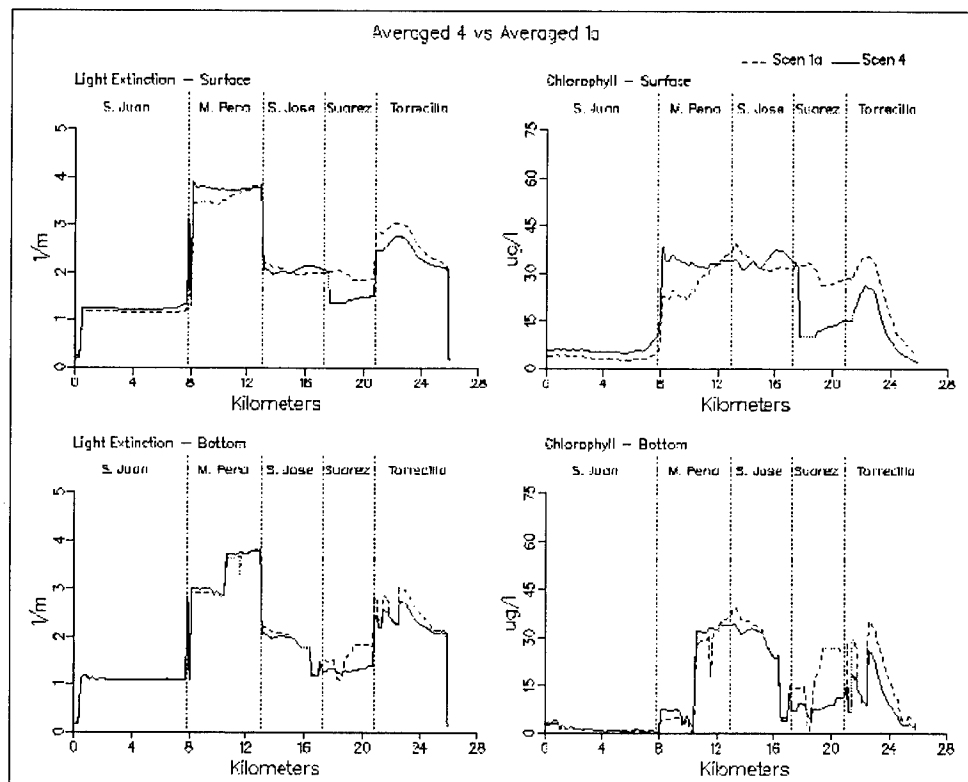 Averaged 4 vs Averaged 1a
--- Scen 1a — Scen 4
Light Extinction – Surface
S. Juan M. Pena S. Jose Suarez Torrecilla
5
4
3
2
1
0
1/m
0 4 8 12 16 20 24 28
Kilometers
Chlorophyll – Surface
S. Juan M. Pena S. Jose Suarez Torrecilla
75
60
45
30
15
0
ug/l
0 4 8 12 16 20 24 28
Kilometers
Light Extinction – Bottom
S. Juan M. Pena S. Jose Suarez Torrecilla
5
4
3
2
1
0
1/m
0 4 8 12 16 20 24 28
Kilometers
Chlorophyll – Bottom
S. Juan M. Pena S. Jose Suarez Torrecilla
75
60
45
30
15
0
ug/l
0 4 8 12 16 20 24 28
Kilometers